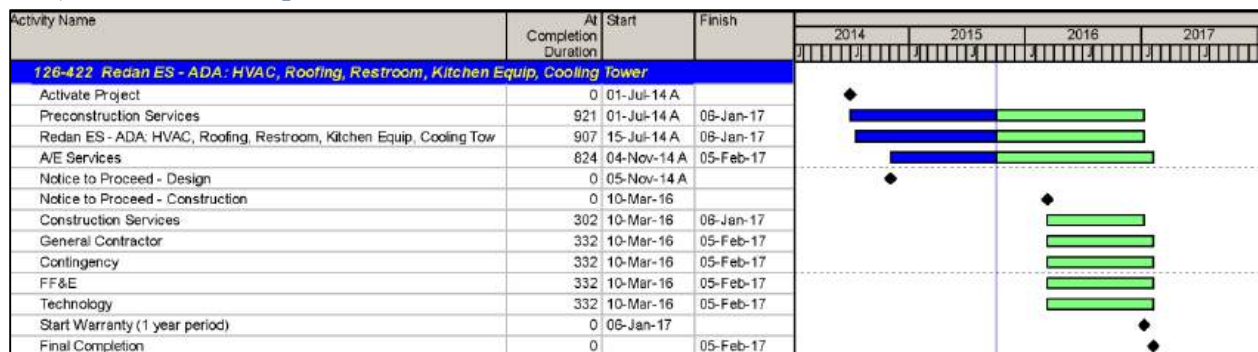 Activity Name At Completion Duration Start Finish 2014 2015 2016 2017
J J J J J J J
126-422 Redan ES - ADA: HVAC, Roofing, Restroom, Kitchen Equip, Cooling Tower
Activate Project 0 01-Jul-14 A
Preconstruction Services 921 01-Jul-14 A 06-Jan-17
Redan ES - ADA: HVAC, Roofing, Restroom, Kitchen Equip, Cooling Tow 907 15-Jul-14 A 06-Jan-17
A/E Services 824 04-Nov-14 A 05-Feb-17
Notice to Proceed - Design 0 05-Nov-14 A
Notice to Proceed - Construction 0 10-Mar-16
Construction Services 302 10-Mar-16 06-Jan-17
General Contractor 332 10-Mar-16 05-Feb-17
Contingency 332 10-Mar-16 05-Feb-17
FF&E 332 10-Mar-16 05-Feb-17
Technology 332 10-Mar-16 05-Feb-17
Start Warranty (1 year period) 0 06-Jan-17
Final Completion 0 05-Feb-17